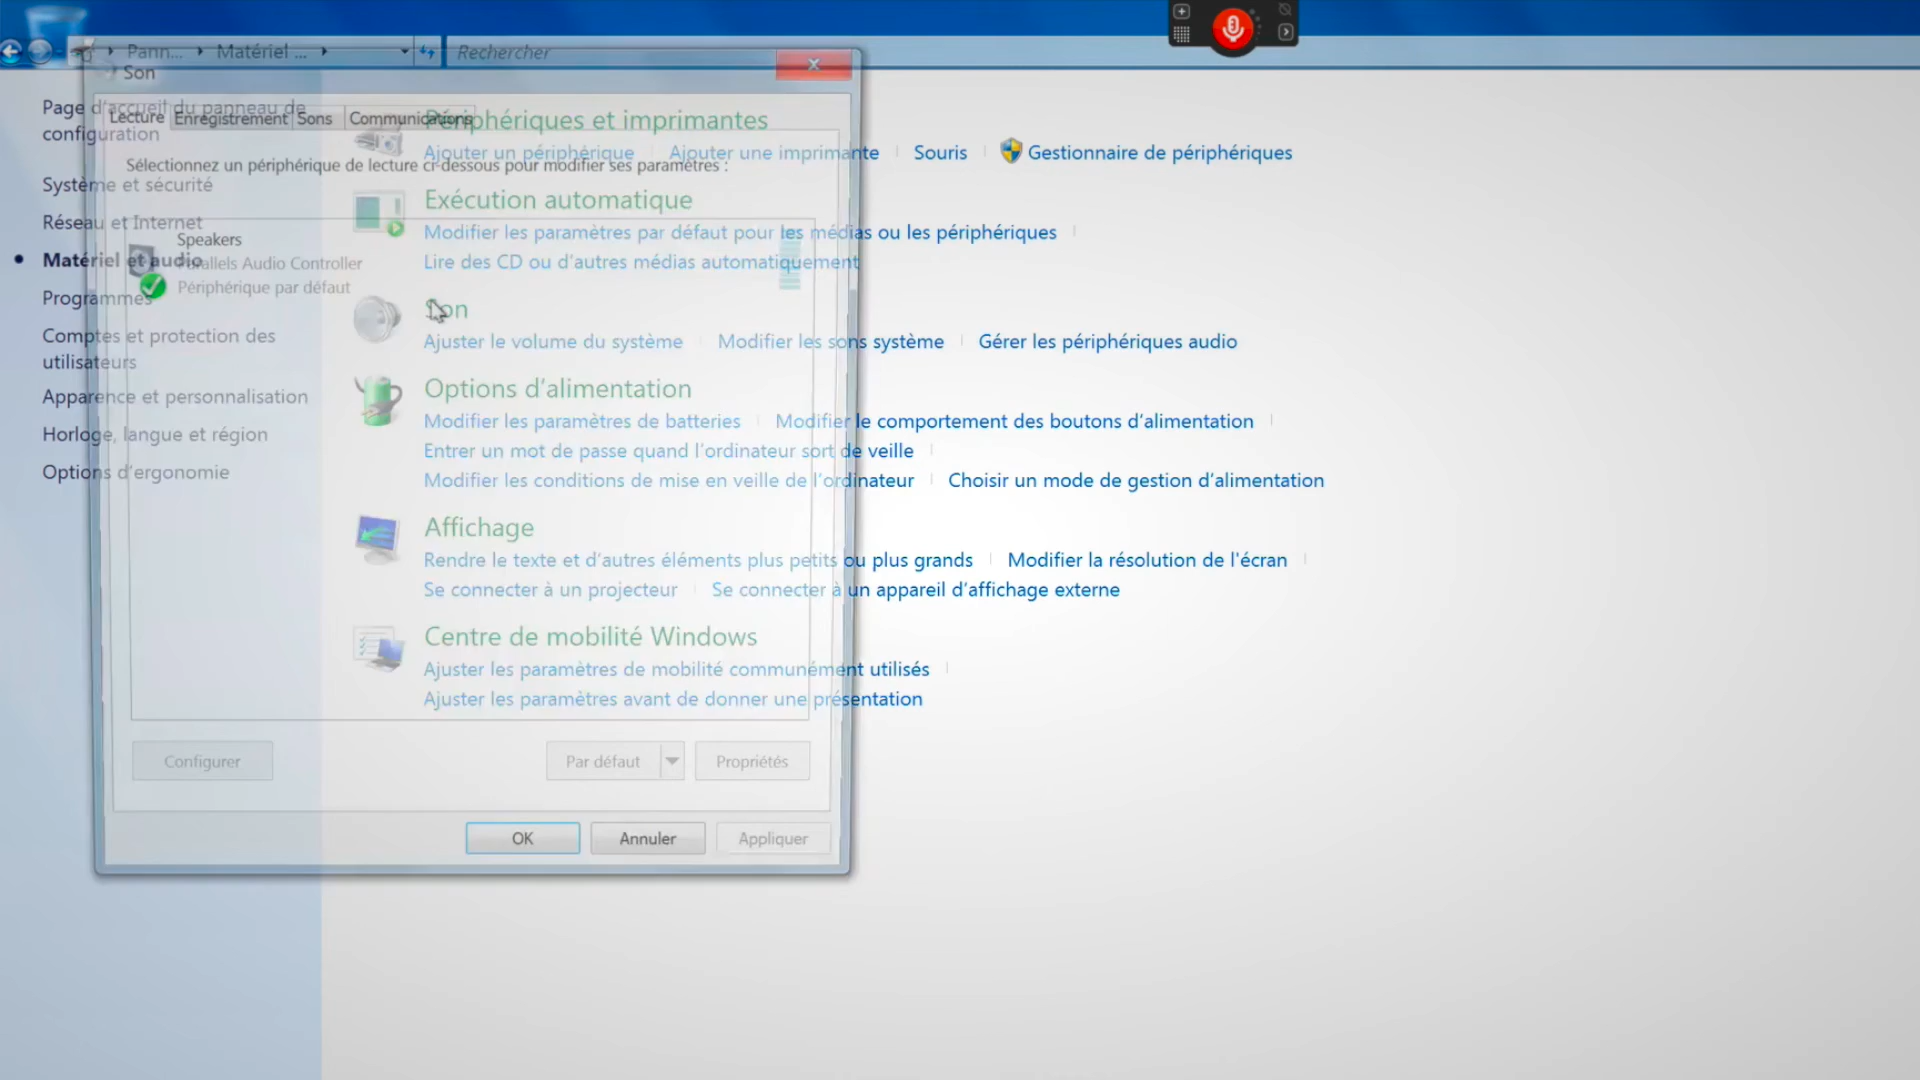 Pann... Matériel ... Rechercher
Son
Page d'accueil du panneau de
configuration
Système et sécurité
Réseau et Internet
Matériel et audio
Programmes
Comptes et protection des
utilisateurs
Apparence et personnalisation
Horloge, langue et région
Options d'ergonomie
Lecture Enregistrement Sons Communications
Sélectionnez un périphérique de lecture ci-dessous pour modifier ses paramètres :
Speakers
Parallels Audio Controller
Périphérique par défaut
Configurer Par défaut Propriétés
OK Annuler Appliquer
Périphériques et imprimantes
Ajouter un périphérique Ajouter une imprimante Souris Gestionnaire de périphériques
Exécution automatique
Modifier les paramètres par défaut pour les médias ou les périphériques
Lire des CD ou d'autres médias automatiquement
Son
Ajuster le volume du système Modifier les sons système Gérer les périphériques audio
Options d'alimentation
Modifier les paramètres de batteries Modifier le comportement des boutons d'alimentation
Entrer un mot de passe quand l'ordinateur sort de veille
Modifier les conditions de mise en veille de l'ordinateur Choisir un mode de gestion d'alimentation
Affichage
Rendre le texte et d'autres éléments plus petits ou plus grands Modifier la résolution de l'écran
Se connecter à un projecteur Se connecter à un appareil d'affichage externe
Centre de mobilité Windows
Ajuster les paramètres de mobilité communément utilisés
Ajuster les paramètres avant de donner une présentation